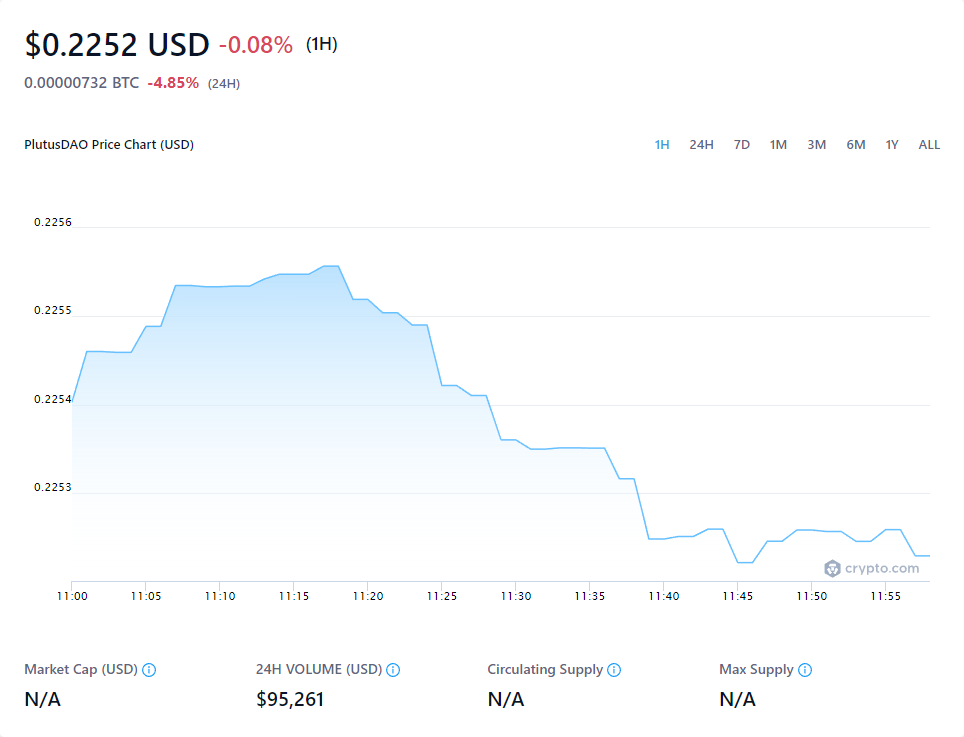 $0.2252 USD -0.08% (1H)
0.00000732 BTC -4.85% (24H)
PlutusDAO Price Chart (USD) 1H 24H 7D 1M 3M 6M 1Y ALL
0.2256
0.2255
0.2254
0.2253
crypto.com
11:00 11:05 11:10 11:15 11:20 11:25 11:30 11:35 11:40 11:45 11:50 11:55
Market Cap (USD) 24H VOLUME (USD) Circulating Supply Max Supply
N/A $95,261 N/A N/A